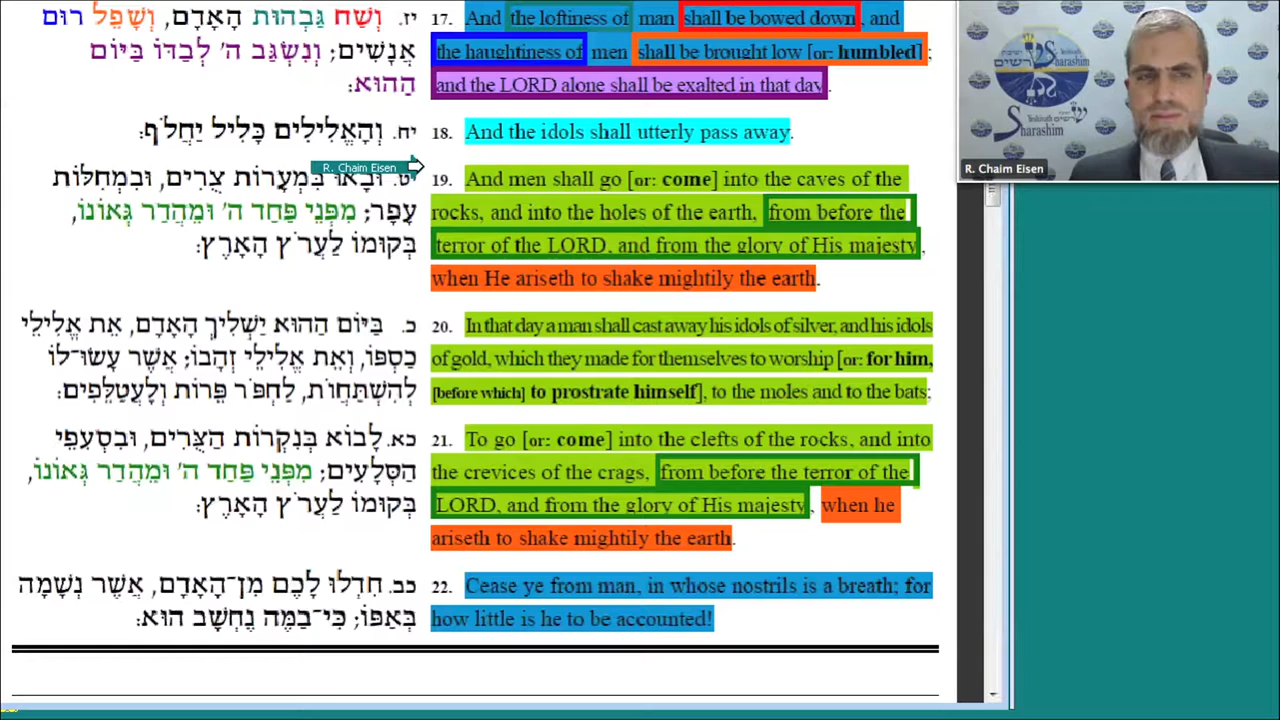 יז. וְשַׁח גַּבְהוּת הָאָדָם, וְשָׁפֵל רוּם
אֲנָשִׁים; וְנִשְׂגַּב ה' לְבַדּוֹ בַּיּוֹם
הַהוּא:
יח. וְהָאֱלִילִים כָּלִיל יַחֲלֹף:
יט. וּבָאוּ בִּמְעָרוֹת צֻרִים, וּבִמְחִלּוֹת
עָפָר; מִפְּנֵי פַּחַד ה' וּמֵהֲדַר גְּאוֹנוֹ,
בְּקוּמוֹ לַעֲרֹץ הָאָרֶץ:
כ. בַּיּוֹם הַהוּא יַשְׁלִיךְ הָאָדָם, אֵת אֱלִילֵי
כַסְפּוֹ, וְאֵת אֱלִילֵי זְהָבוֹ; אֲשֶׁר עָשׂוּ־לוֹ
לְהִשְׁתַּחֲוֹת, לַחְפֹּר פֵּרוֹת וְלָעֲטַלֵּפִים:
כא. לָבוֹא בְּנִקְרוֹת הַצֻּרִים, וּבִסְעִפֵי
הַסְּלָעִים; מִפְּנֵי פַּחַד ה' וּמֵהֲדַר גְּאוֹנוֹ,
בְּקוּמוֹ לַעֲרֹץ הָאָרֶץ:
כב. חִדְלוּ לָכֶם מִן־הָאָדָם, אֲשֶׁר נְשָׁמָה
בְּאַפּוֹ; כִּי־בַמֶּה נֶחְשָׁב הוּא:
17. And the loftiness of man shall be bowed down, and
the haughtiness of men shall be brought low [or: humbled];
and the LORD alone shall be exalted in that day.
18. And the idols shall utterly pass away.
19. And men shall go [or: come] into the caves of the
rocks, and into the holes of the earth, from before the
terror of the LORD, and from the glory of His majesty,
when He ariseth to shake mightily the earth.
20. In that day a man shall cast away his idols of silver, and his idols
of gold, which they made for themselves to worship [or: for him,
[before which] to prostrate himself], to the moles and to the bats;
21. To go [or: come] into the clefts of the rocks, and into
the crevices of the crags, from before the terror of the
LORD, and from the glory of His majesty, when he
ariseth to shake mightily the earth.
22. Cease ye from man, in whose nostrils is a breath; for
how little is he to be accounted!
R. Chaim Eisen
Yeshivath
Sharashim
שרשים
R. Chaim Eisen